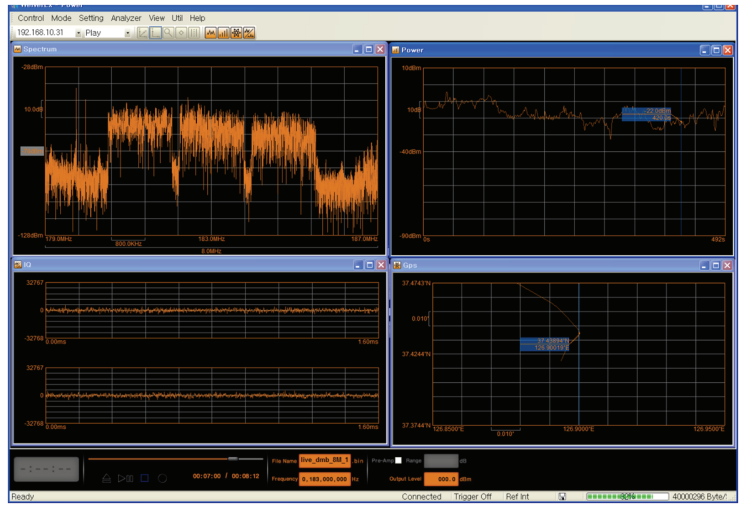 Control Mode Setting Analyzer View Util Help
192.168.10.31 Play
Spectrum
-28dBm
10.0dB
-128dBm
179.0MHz 183.0MHz 187.0MHz
800.0KHz
8.0MHz
Power
10dBm
10dB
-40dBm
-90dBm
0s 492s
420.0s
IQ
32767
0
-32768
0.00ms 1.60ms
32767
0
-32768
0.00ms 1.60ms
Gps
37.4743°N
0.010°
37.4244°N
37.3744°N
126.8500°E 126.9000°E 126.9500°E
0.010°
--:--:--
00:07:00 / 00:08:12
File Name live_dmb_8M_1 .bin
Frequency 0,183,000,000 Hz
Pre-Amp Range dB
Output Level 000.0 dBm
Ready Connected Trigger Off Ref Int 80% 40000296 Byte/